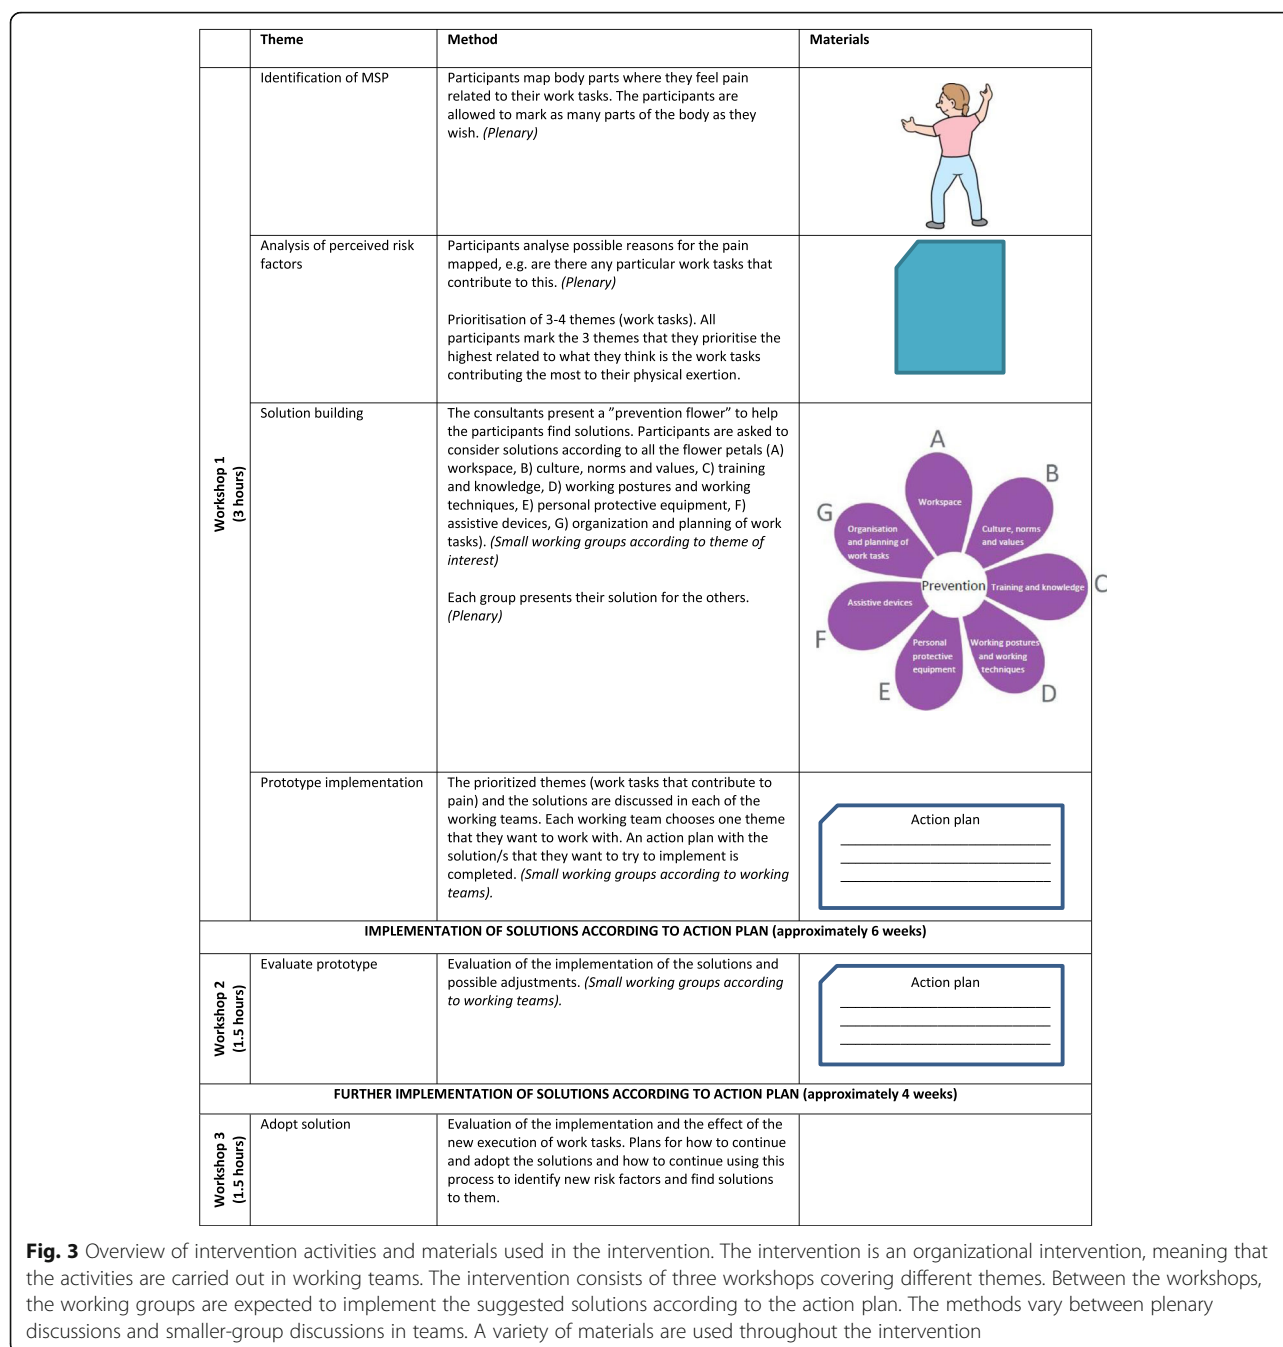 Theme Method Materials
Workshop 1
(3 hours)
Identification of MSP
Participants map body parts where they feel pain
related to their work tasks. The participants are
allowed to mark as many parts of the body as they
wish. (Plenary)
Analysis of perceived risk
factors
Participants analyse possible reasons for the pain
mapped, e.g. are there any particular work tasks that
contribute to this. (Plenary)
Prioritisation of 3-4 themes (work tasks). All
participants mark the 3 themes that they prioritise the
highest related to what they think is the work tasks
contributing the most to their physical exertion.
Solution building
The consultants present a ”prevention flower” to help
the participants find solutions. Participants are asked to
consider solutions according to all the flower petals (A)
workspace, B) culture, norms and values, C) training
and knowledge, D) working postures and working
techniques, E) personal protective equipment, F)
assistive devices, G) organization and planning of work
tasks). (Small working groups according to theme of
interest)
Each group presents their solution for the others.
(Plenary)
A
Workspace
B
Culture, norms
and values
C
Training and knowledge
D
Working postures
and working
techniques
E
Personal
protective
equipment
F
Assistive devices
G
Organisation
and planning of
work tasks
Prevention
Prototype implementation
The prioritized themes (work tasks that contribute to
pain) and the solutions are discussed in each of the
working teams. Each working team chooses one theme
that they want to work with. An action plan with the
solution/s that they want to try to implement is
completed. (Small working groups according to working
teams).
Action plan
IMPLEMENTATION OF SOLUTIONS ACCORDING TO ACTION PLAN (approximately 6 weeks)
Workshop 2
(1.5 hours)
Evaluate prototype
Evaluation of the implementation of the solutions and
possible adjustments. (Small working groups according
to working teams).
Action plan
FURTHER IMPLEMENTATION OF SOLUTIONS ACCORDING TO ACTION PLAN (approximately 4 weeks)
Workshop 3
(1.5 hours)
Adopt solution
Evaluation of the implementation and the effect of the
new execution of work tasks. Plans for how to continue
and adopt the solutions and how to continue using this
process to identify new risk factors and find solutions
to them.
Fig. 3 Overview of intervention activities and materials used in the intervention. The intervention is an organizational intervention, meaning that
the activities are carried out in working teams. The intervention consists of three workshops covering different themes. Between the workshops,
the working groups are expected to implement the suggested solutions according to the action plan. The methods vary between plenary
discussions and smaller-group discussions in teams. A variety of materials are used throughout the intervention